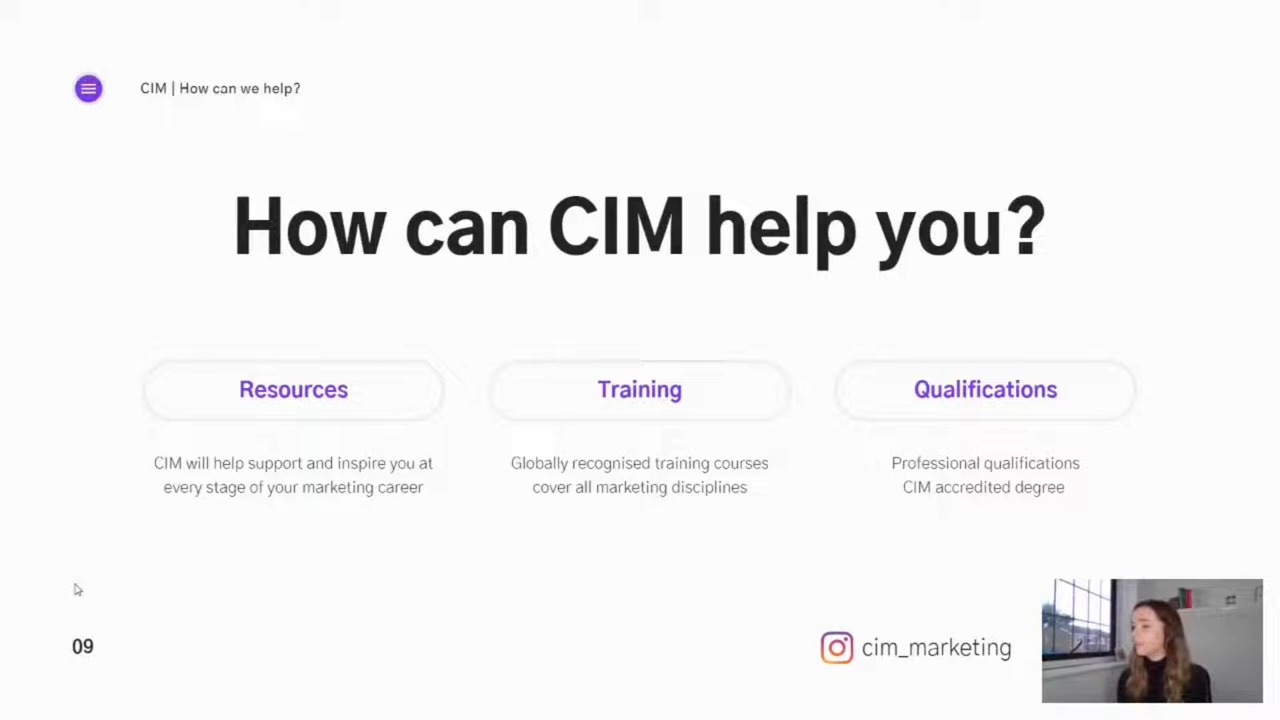 CIM | How can we help?
How can CIM help you?
Resources
Training
Qualifications
CIM will help support and inspire you at
every stage of your marketing career
Globally recognised training courses
cover all marketing disciplines
Professional qualifications
CIM accredited degree
09
cim_marketing